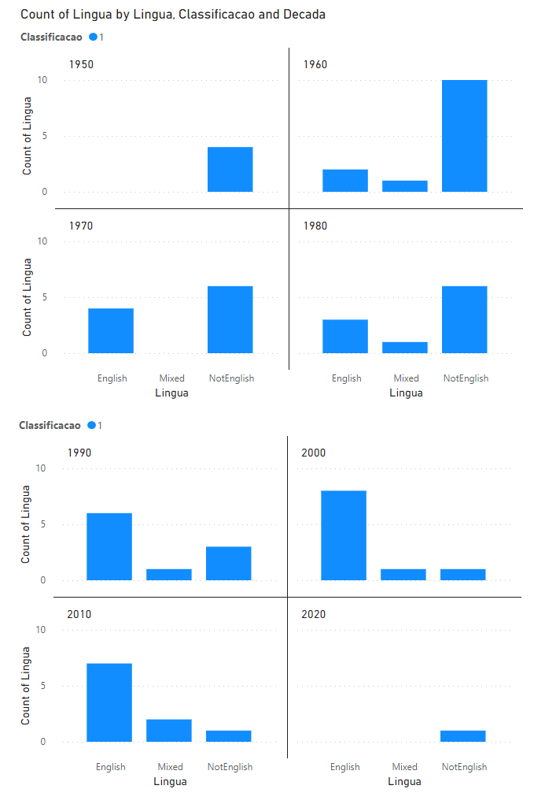 Count of Lingua by Lingua, Classificacao and Decada
Classificacao 1
1950 1960
10
5
0
Count of Lingua
1970 1980
10
5
0
Count of Lingua
English Mixed NotEnglish English Mixed NotEnglish
Lingua Lingua
Classificacao 1
1990 2000
10
5
0
Count of Lingua
2010 2020
10
5
0
Count of Lingua
English Mixed NotEnglish English Mixed NotEnglish
Lingua Lingua